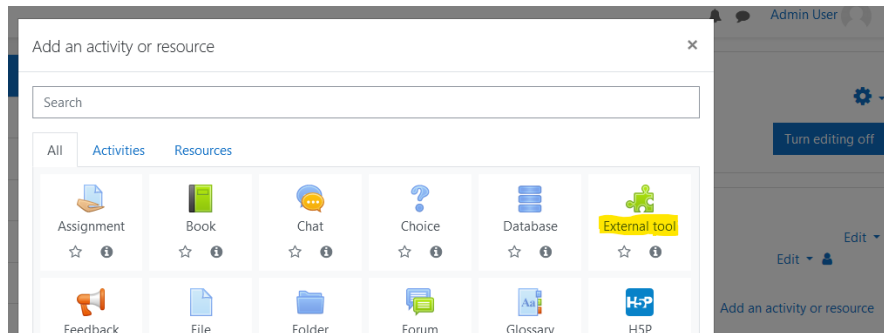 Admin User
Add an activity or resource ×
Search
Turn editing off
All Activities Resources
Assignment Book Chat Choice Database External tool
Edit
Edit
Add an activity or resource
H5P
Feedback File Folder Forum Glossary H5P